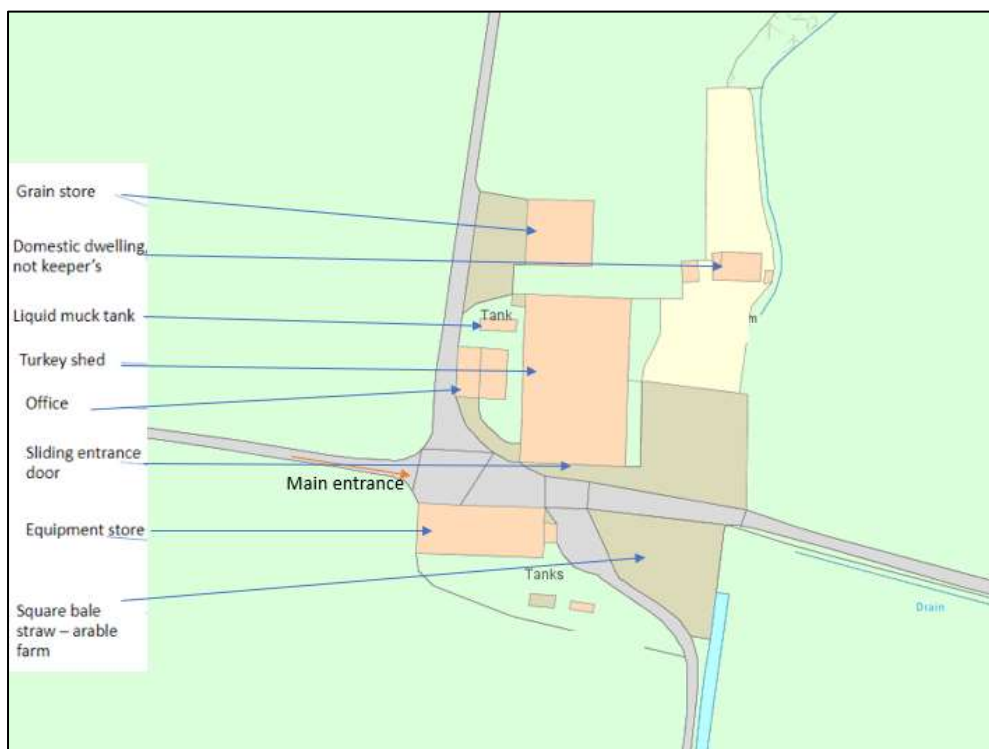 Grain store
Domestic dwelling,
not keeper's
Liquid muck tank
Tank
Turkey shed
Office
Sliding entrance
door
Main entrance
Equipment store
Tanks
Square bale
straw – arable
farm
Drain
m